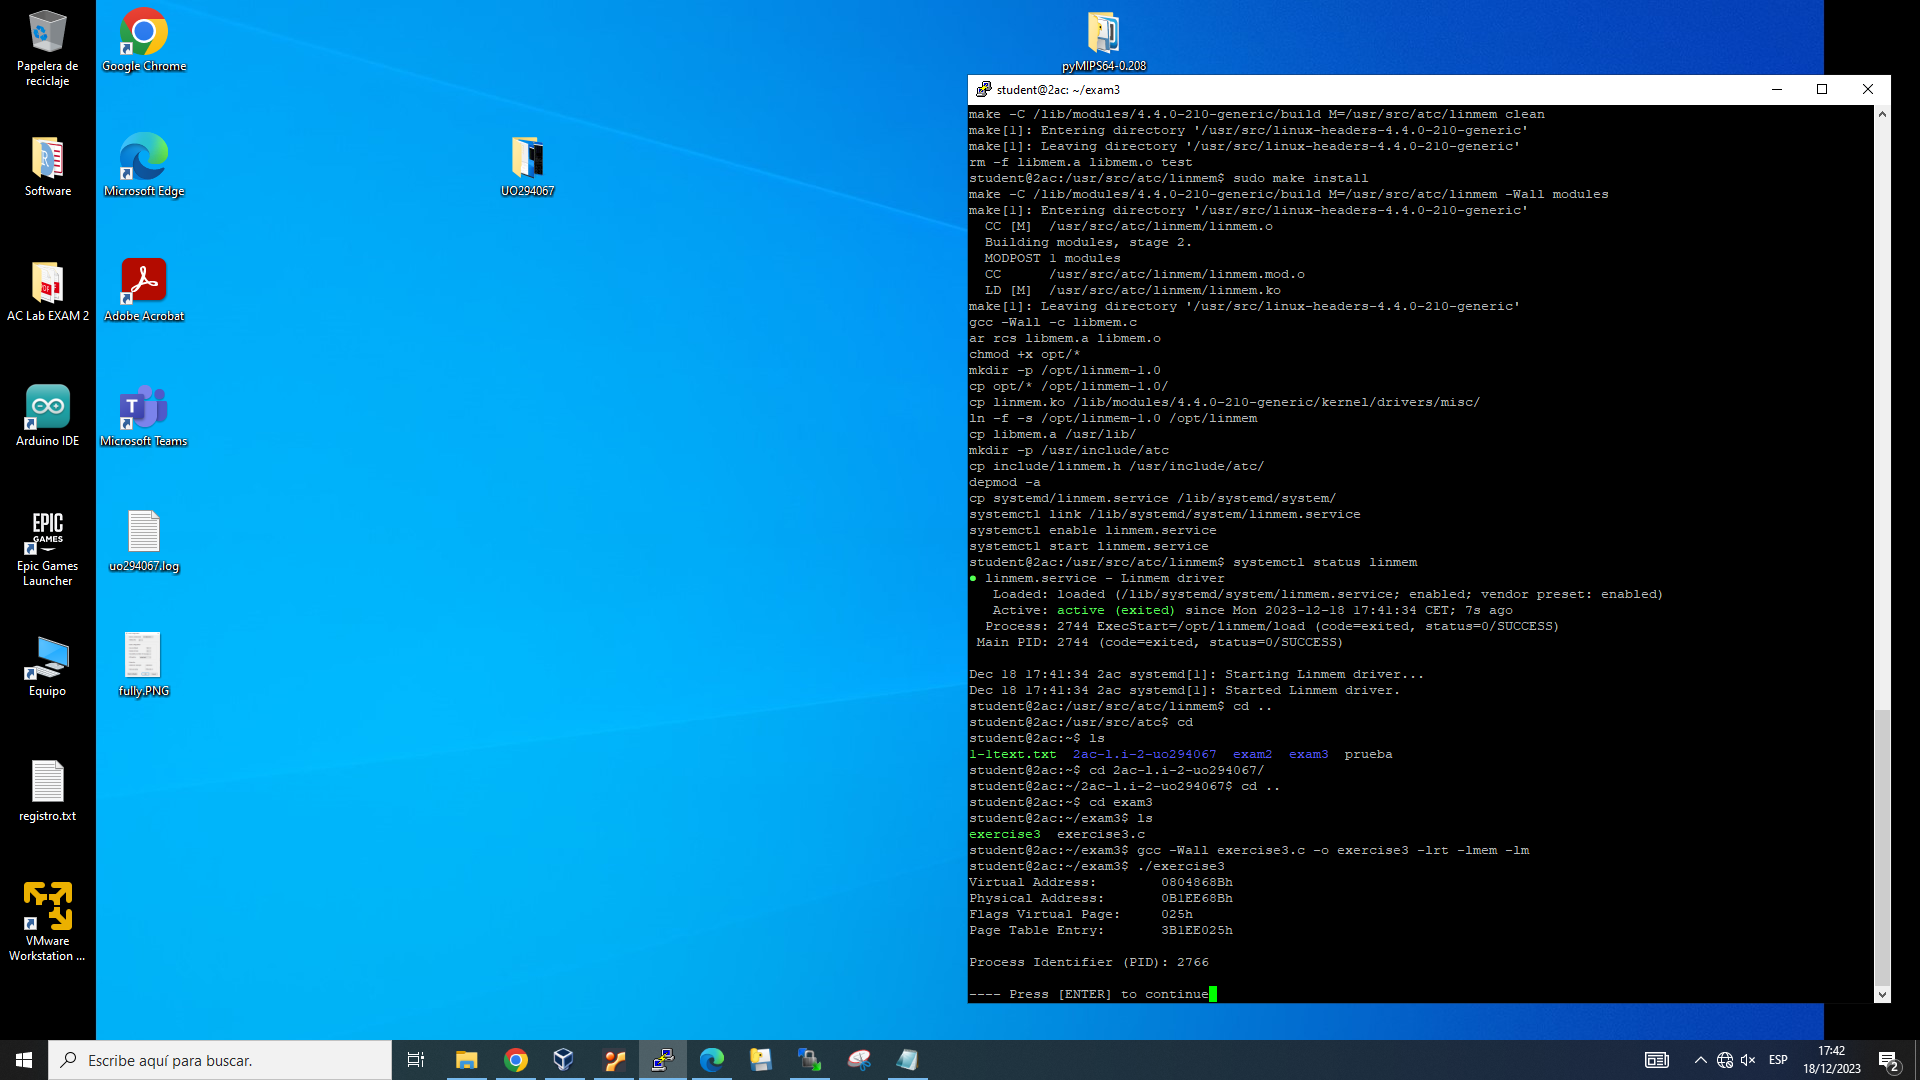 Papelera de
reciclaje
Google Chrome
pyMIPS64-0.208
Software
Microsoft Edge
UO294067
AC Lab EXAM 2
Adobe Acrobat
Arduino IDE
Microsoft Teams
EPIC
GAMES
Epic Games
Launcher
uo294067.log
Equipo
fully.PNG
registro.txt
VMware
Workstation ...
student@2ac: ~/exam3
make -C /lib/modules/4.4.0-210-generic/build M=/usr/src/atc/linmem clean
make[1]: Entering directory '/usr/src/linux-headers-4.4.0-210-generic'
make[1]: Leaving directory '/usr/src/linux-headers-4.4.0-210-generic'
rm -f libmem.a libmem.o test
student@2ac:/usr/src/atc/linmem$ sudo make install
make -C /lib/modules/4.4.0-210-generic/build M=/usr/src/atc/linmem -Wall modules
make[1]: Entering directory '/usr/src/linux-headers-4.4.0-210-generic'
CC [M]  /usr/src/atc/linmem/linmem.o
Building modules, stage 2.
MODPOST 1 modules
CC      /usr/src/atc/linmem/linmem.mod.o
LD [M]  /usr/src/atc/linmem/linmem.ko
make[1]: Leaving directory '/usr/src/linux-headers-4.4.0-210-generic'
gcc -Wall -c libmem.c
ar rcs libmem.a libmem.o
chmod +x opt/*
mkdir -p /opt/linmem-1.0
cp opt/* /opt/linmem-1.0/
cp linmem.ko /lib/modules/4.4.0-210-generic/kernel/drivers/misc/
ln -f -s /opt/linmem-1.0 /opt/linmem
cp libmem.a /usr/lib/
mkdir -p /usr/include/atc
cp include/linmem.h /usr/include/atc/
depmod -a
cp systemd/linmem.service /lib/systemd/system/
systemctl link /lib/systemd/system/linmem.service
systemctl enable linmem.service
systemctl start linmem.service
student@2ac:/usr/src/atc/linmem$ systemctl status linmem
● linmem.service - Linmem driver
Loaded: loaded (/lib/systemd/system/linmem.service; enabled; vendor preset: enabled)
Active: active (exited) since Mon 2023-12-18 17:41:34 CET; 7s ago
Process: 2744 ExecStart=/opt/linmem/load (code=exited, status=0/SUCCESS)
Main PID: 2744 (code=exited, status=0/SUCCESS)
Dec 18 17:41:34 2ac systemd[1]: Starting Linmem driver...
Dec 18 17:41:34 2ac systemd[1]: Started Linmem driver.
student@2ac:/usr/src/atc/linmem$ cd ..
student@2ac:/usr/src/atc$ cd
student@2ac:~$ ls
1-1text.txt  2ac-l.i-2-uo294067  exam2  exam3  prueba
student@2ac:~$ cd 2ac-l.i-2-uo294067/
student@2ac:~/2ac-l.i-2-uo294067$ cd ..
student@2ac:~$ cd exam3
student@2ac:~/exam3$ ls
exercise3  exercise3.c
student@2ac:~/exam3$ gcc -Wall exercise3.c -o exercise3 -lrt -lmem -lm
student@2ac:~/exam3$ ./exercise3
Virtual Address:        0804868Bh
Physical Address:       0B1EE68Bh
Flags Virtual Page:     025h
Page Table Entry:       3B1EE025h
Process Identifier (PID): 2766
---- Press [ENTER] to continue
Escribe aquí para buscar.
ESP
17:42
18/12/2023
2